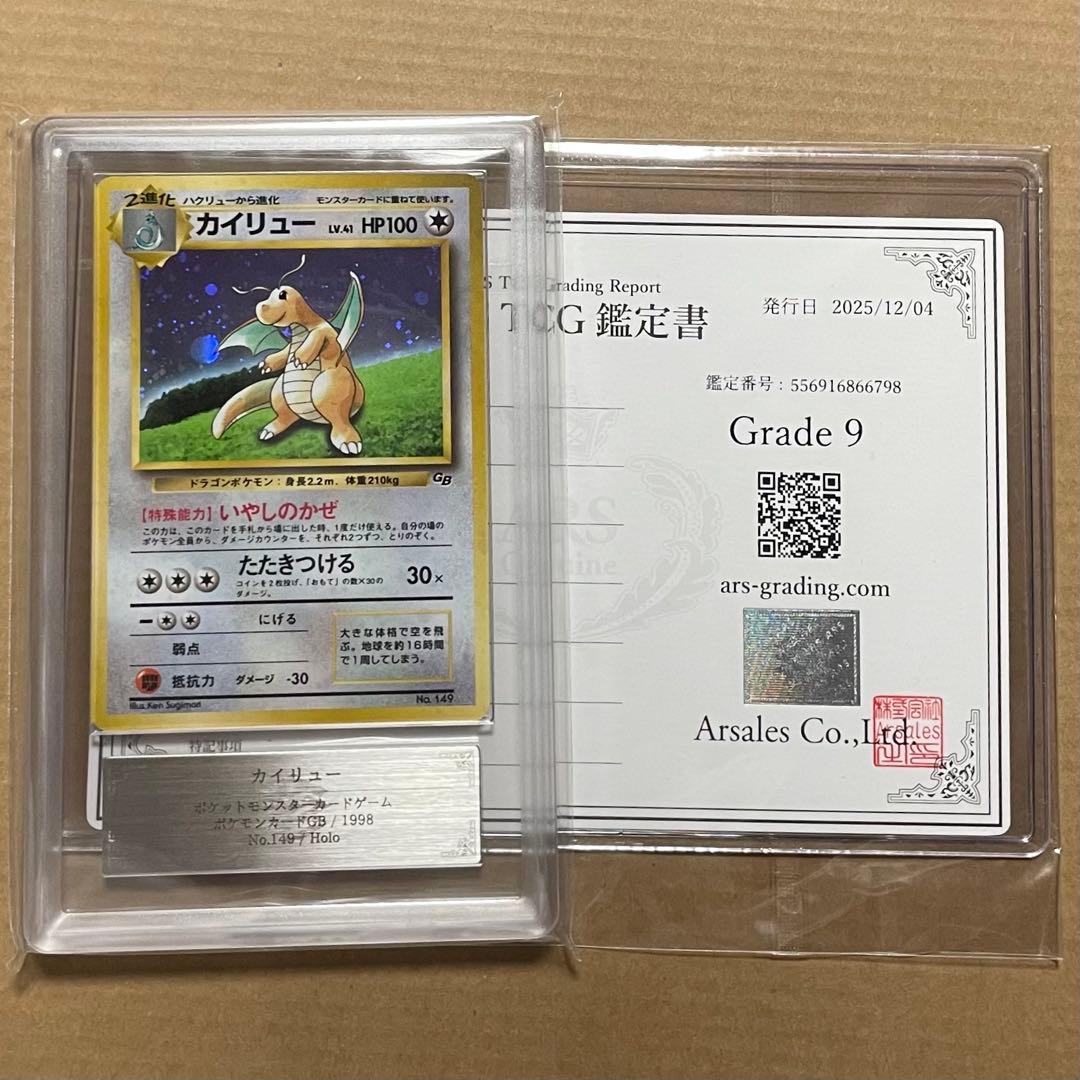 2進化 ハクリューから進化 モンスターカードに重ねて使います。
カイリュー LV.41 HP100
ドラゴンポケモン：身長2.2m．体重210kg
GB
【特殊能力】いやしのかぜ
この力は、このカードを手札から場に出した時、1度だけ使える。自分の場の
ポケモン全員から、ダメージカウンターを、それぞれ2つずつ、とりのぞく。
たたきつける 30×
コインを2枚投げ、「おもて」の数×30の
ダメージ。
にげる
弱点
抵抗力 ダメージ -30
大きな体格で空を飛
ぶ。地球を約16時間
で1周してしまう。
Illus. Ken Sugimori
No. 149
特記事項
カイリュー
ポケットモンスターカードゲーム
ポケモンカードGB / 1998
No.149 / Holo
Grading Report
TCG 鑑定書
発行日 2025/12/04
鑑定番号：556916866798
Grade 9
ars-grading.com
Arsales Co.,Ltd.
株式会社
Arsales